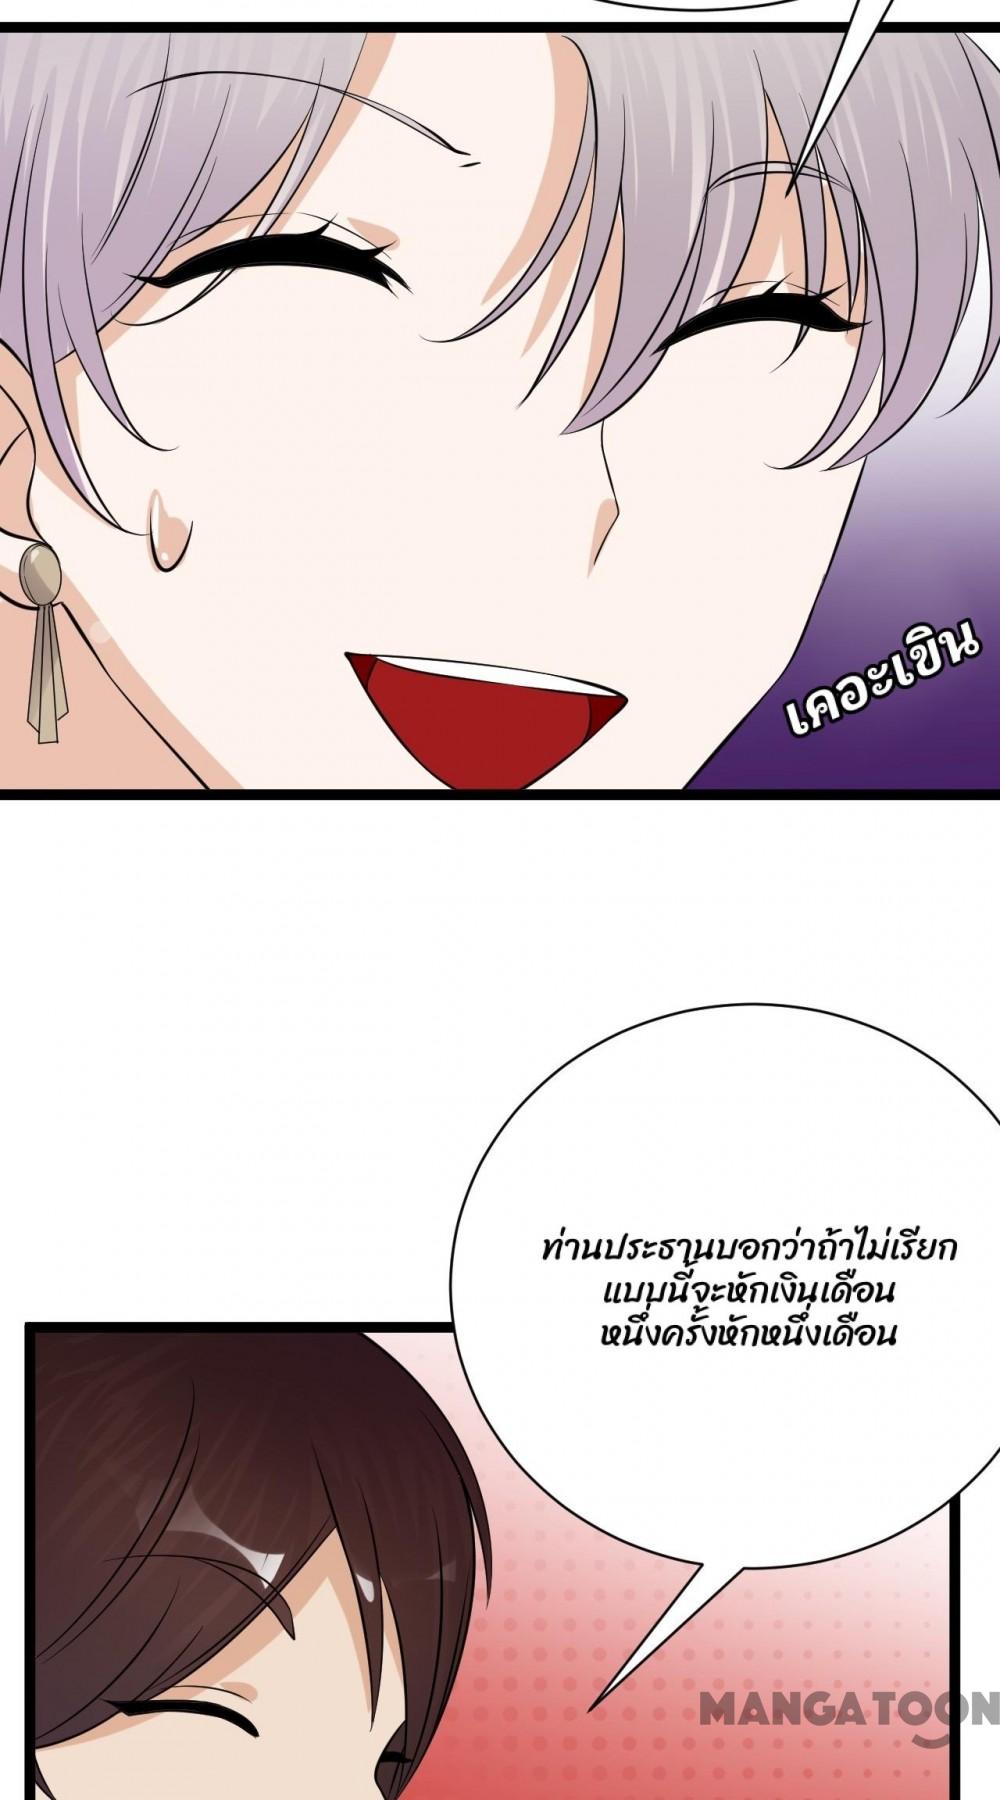 เคอะเขิน
ท่านประธานบอกว่าถ้าไม่เรียก
แบบนี้จะหักเงินเดือน
หนึ่งครั้งหักหนึ่งเดือน
MANGATOON